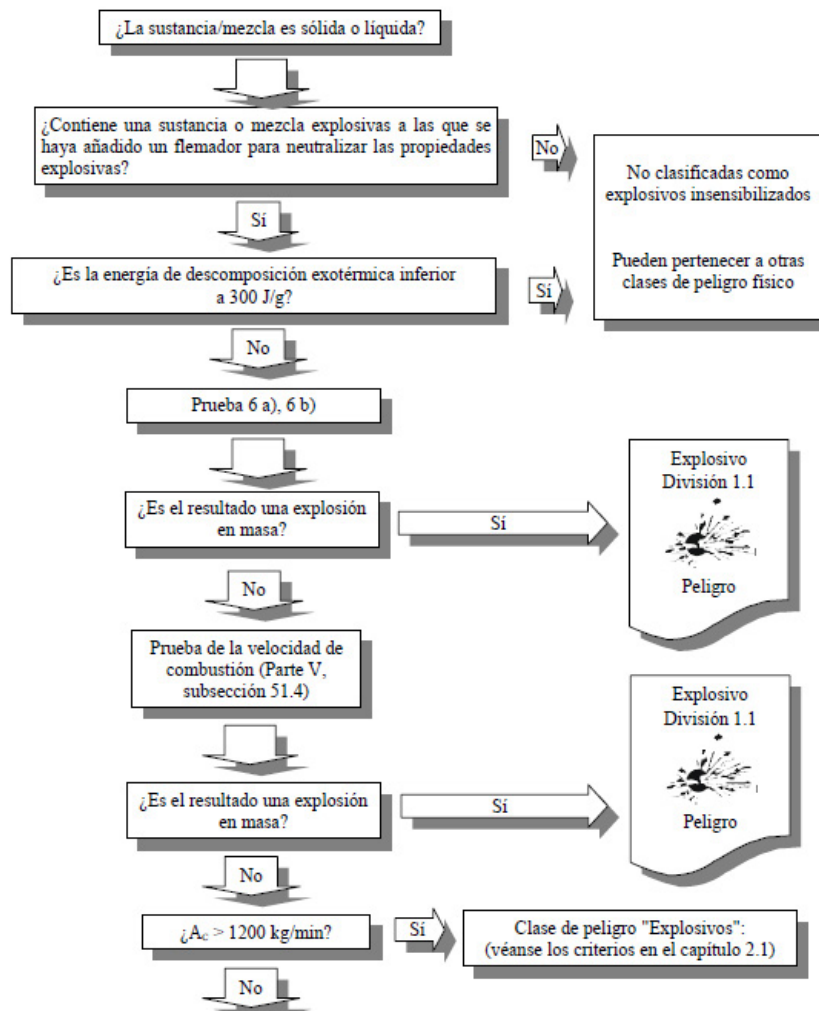 ¿La sustancia/mezcla es sólida o líquida?
¿Contiene una sustancia o mezcla explosivas a las que se
haya añadido un flemador para neutralizar las propiedades
explosivas?
No
No clasificadas como
explosivos insensibilizados
Pueden pertenecer a otras
clases de peligro físico
Sí
¿Es la energía de descomposición exotérmica inferior
a 300 J/g?
Sí
No
Prueba 6 a), 6 b)
¿Es el resultado una explosión
en masa?
Sí
Explosivo
División 1.1
Peligro
No
Prueba de la velocidad de
combustión (Parte V,
subsección 51.4)
¿Es el resultado una explosión
en masa?
Sí
Explosivo
División 1.1
Peligro
No
¿Ac > 1200 kg/min?
Sí
Clase de peligro "Explosivos":
(véanse los criterios en el capítulo 2.1)
No